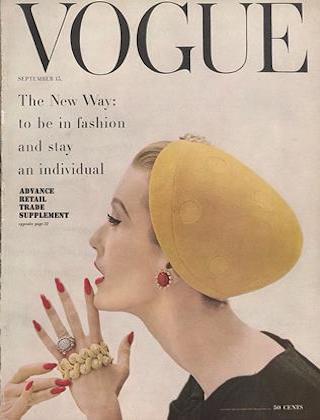 VOGUE
SEPTEMBER 15,
The New Way:
to be in fashion
and stay
an individual
ADVANCE
RETAIL
TRADE
SUPPLEMENT
opposite page 52
50 CENTS